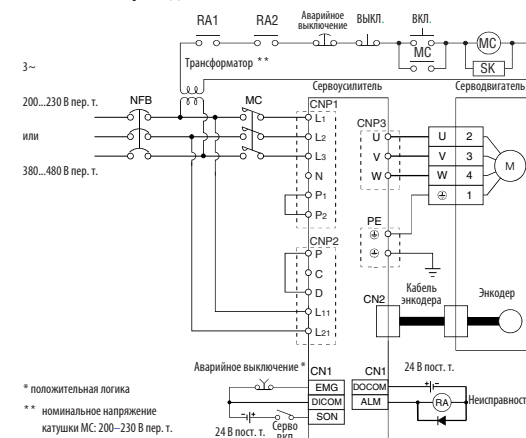 RA1 RA2 Аварийное выключение ВЫКЛ. ВКЛ.
MC MC
SK
Трансформатор **
3~
Сервоусилитель Серводвигатель
200...230 В пер. т. NFB MC CNP1
CNP3
L1 U U 2
или L2 V V 3 M
L3 W W 4
380...480 В пер. т. N 1
P1 PE
P2
CNP2
P
C Кабель энкодера Энкодер
D CN2
L11
L21
Аварийное выключение * CN1 CN1 24 В пост. т.
* положительная логика EMG DOCOM
DICOM ALM RA Неисправност
** номинальное напряжение SON
катушки MC: 200–230 В пер. т. 24 В пост. т. Серво вкл.